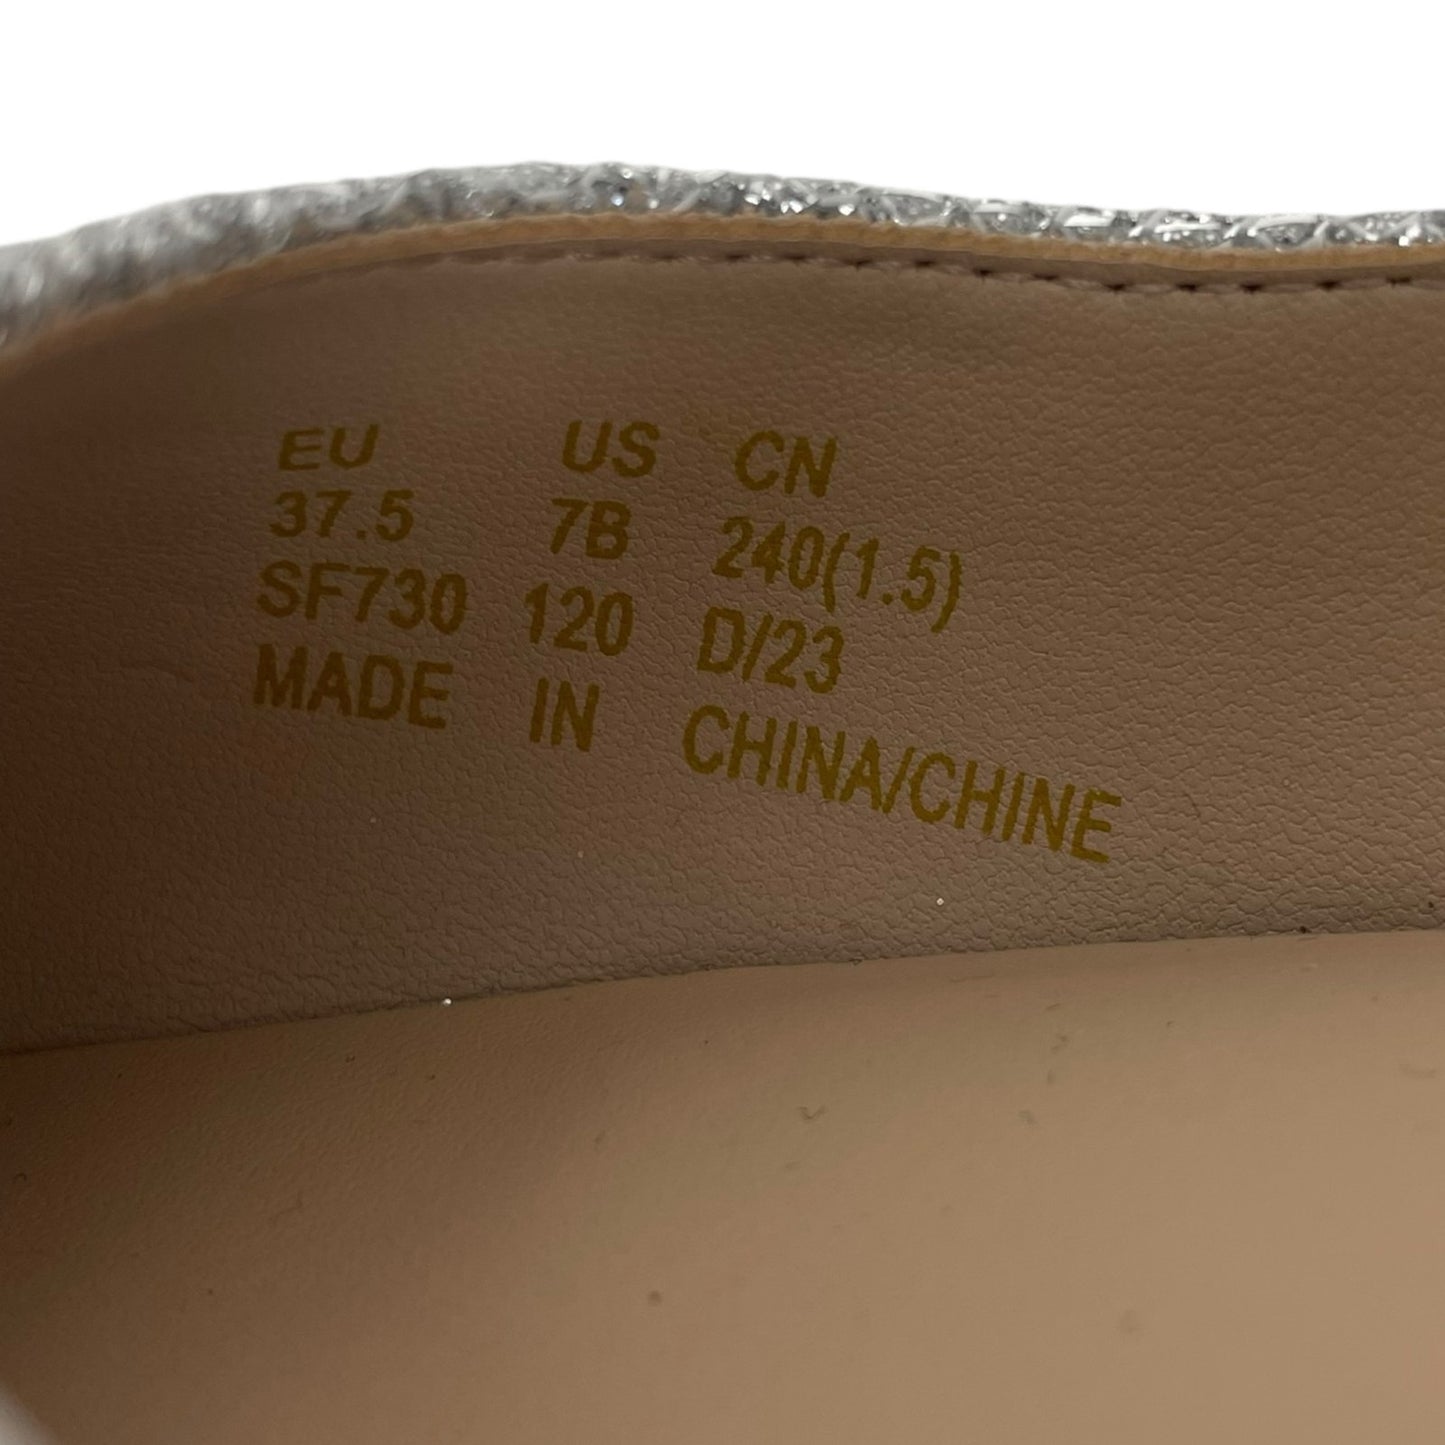 EU US CN
37.5 7B 240(1.5)
SF730 120 D/23
MADE IN CHINA/CHINE